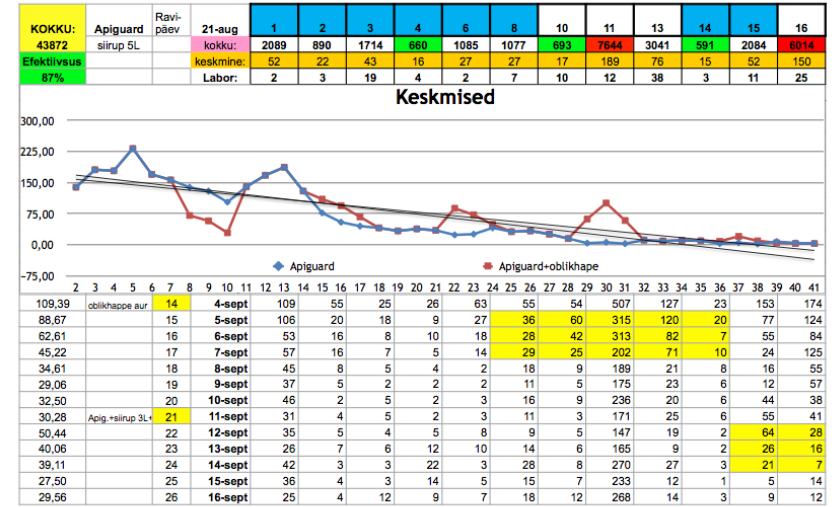 KOKKU: Apiguard Ravi-päev 21-aug 1 2 3 4 6 8 10 11 13 14 15 16
43872 siirup 5L kokku: 2089 890 1714 660 1085 1077 693 7644 3041 591 2084 6014
Efektiivsus keskmine: 52 22 43 16 27 27 17 189 76 15 52 150
87% Labor: 2 3 19 4 2 7 10 12 38 3 11 25
Keskmised
300,00
225,00
150,00
75,00
0,00
-75,00
Apiguard Apiguard+oblikhape
2 3 4 5 6 7 8 9 10 11 12 13 14 15 16 17 18 19 20 21 22 23 24 25 26 27 28 29 30 31 32 33 34 35 36 37 38 39 40 41
109,39 oblikhappe aur 14 4-sept 109 55 25 26 63 55 54 507 127 23 153 174
88,67 15 5-sept 106 20 18 9 27 36 60 315 120 20 77 124
62,61 16 6-sept 53 16 8 10 18 28 42 313 82 7 55 84
45,22 17 7-sept 57 16 7 5 14 29 25 202 71 10 24 125
34,61 18 8-sept 45 8 5 4 2 18 9 189 21 8 16 55
29,06 19 9-sept 37 5 2 2 2 11 5 175 23 6 12 57
32,50 20 10-sept 46 2 5 2 3 16 9 236 20 6 44 38
30,28 Apig.+siirup 3L+ 21 11-sept 31 4 5 2 3 11 3 171 25 6 55 41
50,44 22 12-sept 35 5 4 5 8 9 5 147 19 2 64 28
40,06 23 13-sept 26 7 6 12 10 14 6 165 9 2 26 16
39,11 24 14-sept 42 3 3 22 3 28 8 270 27 3 21 7
27,50 25 15-sept 36 4 3 14 5 15 7 233 12 1 5 14
29,56 26 16-sept 25 4 12 9 7 18 12 268 14 3 9 12